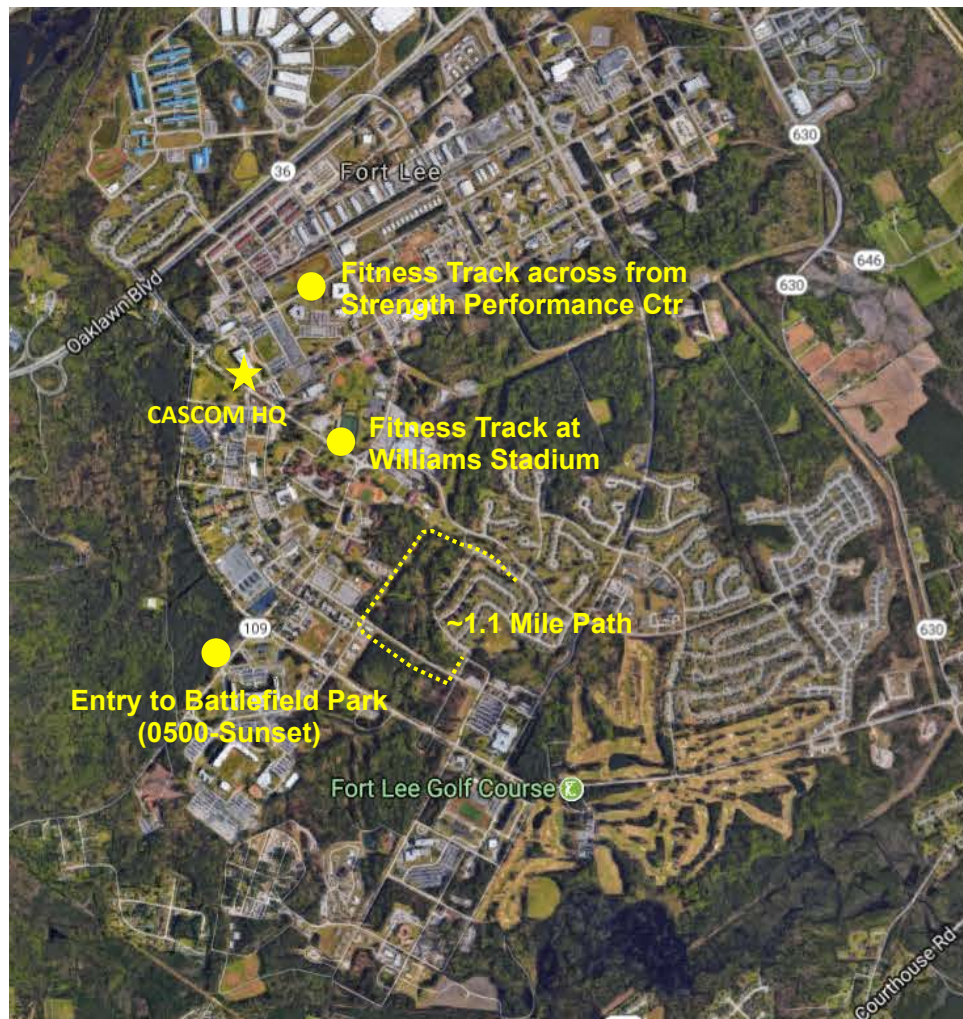 630
36
Fort Lee
646
630
Fitness Track across from
Strength Performance Ctr
Oaklawn Blvd
CASCOM HQ
Fitness Track at
Williams Stadium
~1.1 Mile Path
109
630
Entry to Battlefield Park
(0500-Sunset)
Fort Lee Golf Course
Courthouse Rd